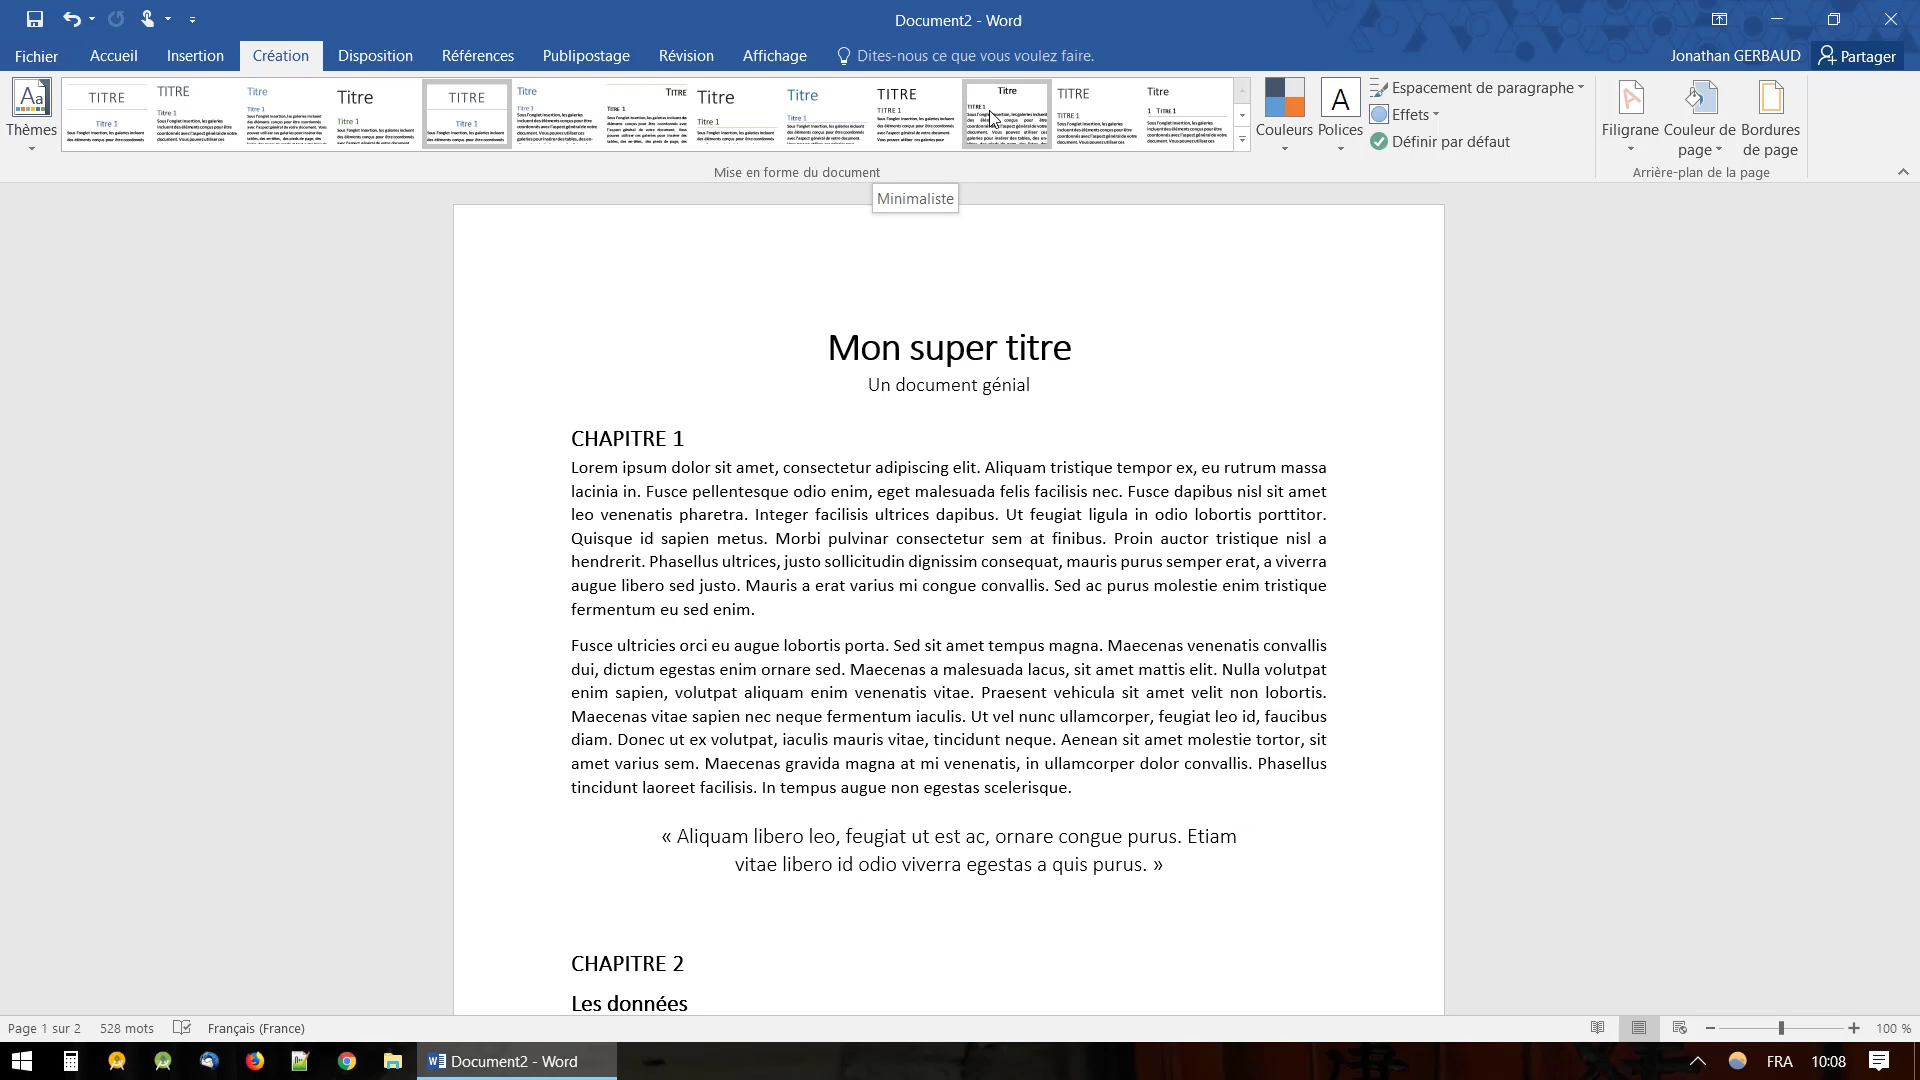 Document2 - Word
Fichier
Accueil
Insertion
Création
Disposition
Références
Publipostage
Révision
Affichage
Dites-nous ce que vous voulez faire.
Jonathan GERBAUD
Partager
Thèmes
TITRE
Titre 1
TITRE
Titre 1
Titre
Titre 1
Titre
Titre 1
TITRE
Titre 1
Titre
Titre 1
TITRE
TITRE 1
Titre
Titre 1
Titre
Titre 1
TITRE
TITRE 1
Titre
TITRE 1
TITRE
TITRE 1
Titre
1 TITRE 1
Couleurs
Polices
Espacement de paragraphe
Effets
Définir par défaut
Filigrane
Couleur de page
Bordures de page
Mise en forme du document
Arrière-plan de la page
Minimaliste
Mon super titre
Un document génial
CHAPITRE 1
Lorem ipsum dolor sit amet, consectetur adipiscing elit. Aliquam tristique tempor ex, eu rutrum massa
lacinia in. Fusce pellentesque odio enim, eget malesuada felis facilisis nec. Fusce dapibus nisl sit amet
leo venenatis pharetra. Integer facilisis ultrices dapibus. Ut feugiat ligula in odio lobortis porttitor.
Quisque id sapien metus. Morbi pulvinar consectetur sem at finibus. Proin auctor tristique nisl a
hendrerit. Phasellus ultrices, justo sollicitudin dignissim consequat, mauris purus semper erat, a viverra
augue libero sed justo. Mauris a erat varius mi congue convallis. Sed ac purus molestie enim tristique
fermentum eu sed enim.
Fusce ultricies orci eu augue lobortis porta. Sed sit amet tempus magna. Maecenas venenatis convallis
dui, dictum egestas enim ornare sed. Maecenas a malesuada lacus, sit amet mattis elit. Nulla volutpat
enim sapien, volutpat aliquam enim venenatis vitae. Praesent vehicula sit amet velit non lobortis.
Maecenas vitae sapien nec neque fermentum iaculis. Ut vel nunc ullamcorper, feugiat leo id, faucibus
diam. Donec ut ex volutpat, iaculis mauris vitae, tincidunt neque. Aenean sit amet molestie tortor, sit
amet varius sem. Maecenas gravida magna at mi venenatis, in ullamcorper dolor convallis. Phasellus
tincidunt laoreet facilisis. In tempus augue non egestas scelerisque.
« Aliquam libero leo, feugiat ut est ac, ornare congue purus. Etiam
vitae libero id odio viverra egestas a quis purus. »
CHAPITRE 2
Les données
Page 1 sur 2
528 mots
Français (France)
100 %
Document2 - Word
FRA
10:08